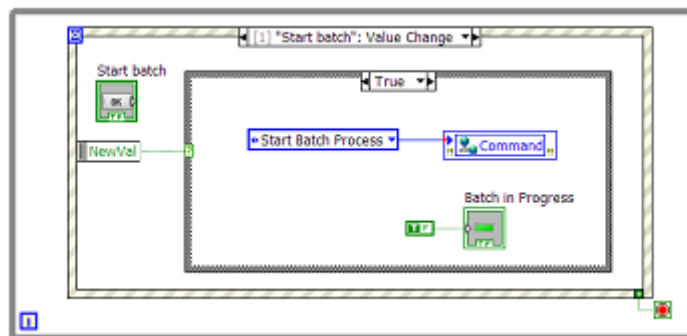 [1] "Start batch": Value Change
Start batch
OK
TF
True
NewVal
?
Start Batch Process
Command
Batch in Progress
T F
TF
i